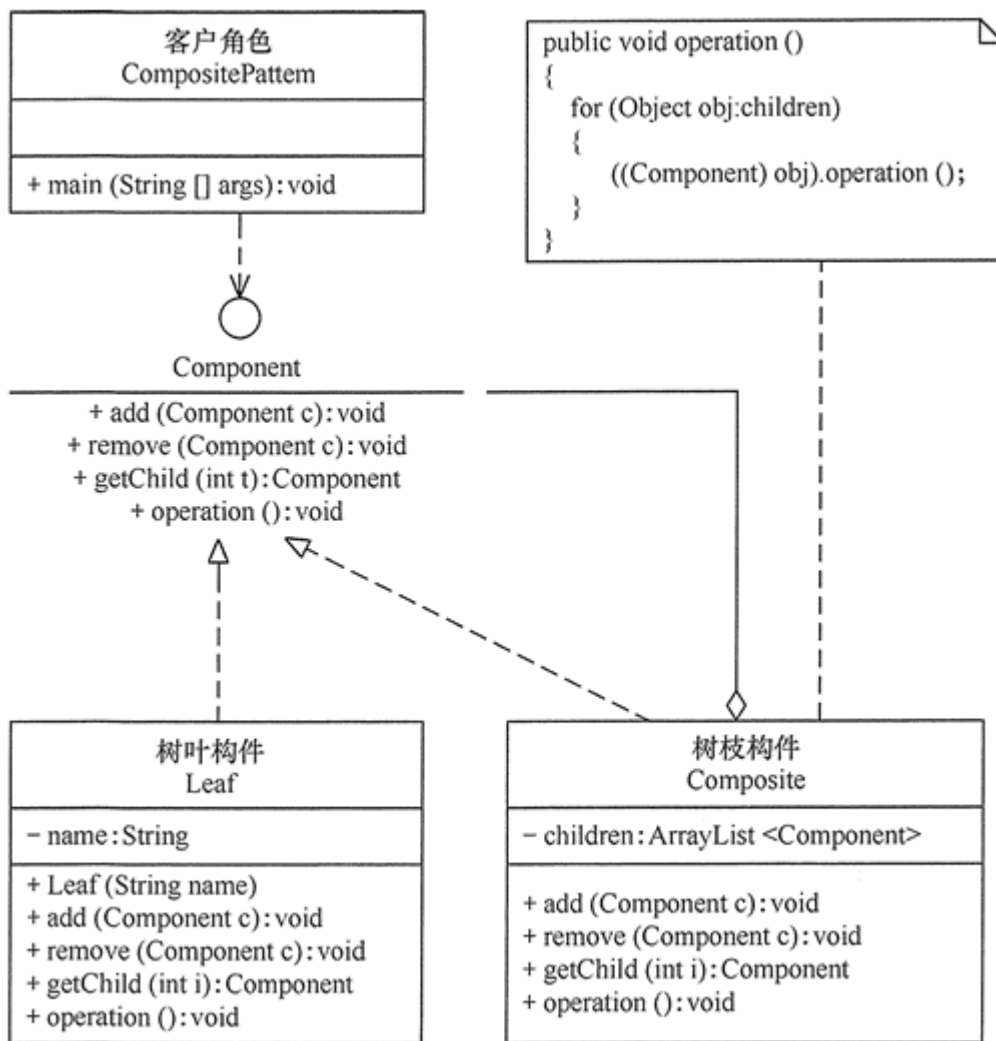 客户角色
CompositePattem
+ main (String [] args):void
public void operation ()
{
for (Object obj:children)
{
((Component) obj).operation ();
}
}
Component
+ add (Component c):void
+ remove (Component c):void
+ getChild (int t):Component
+ operation ():void
树叶构件
Leaf
− name:String
+ Leaf (String name)
+ add (Component c):void
+ remove (Component c):void
+ getChild (int i):Component
+ operation ():void
树枝构件
Composite
− children:ArrayList <Component>
+ add (Component c):void
+ remove (Component c):void
+ getChild (int i):Component
+ operation ():void